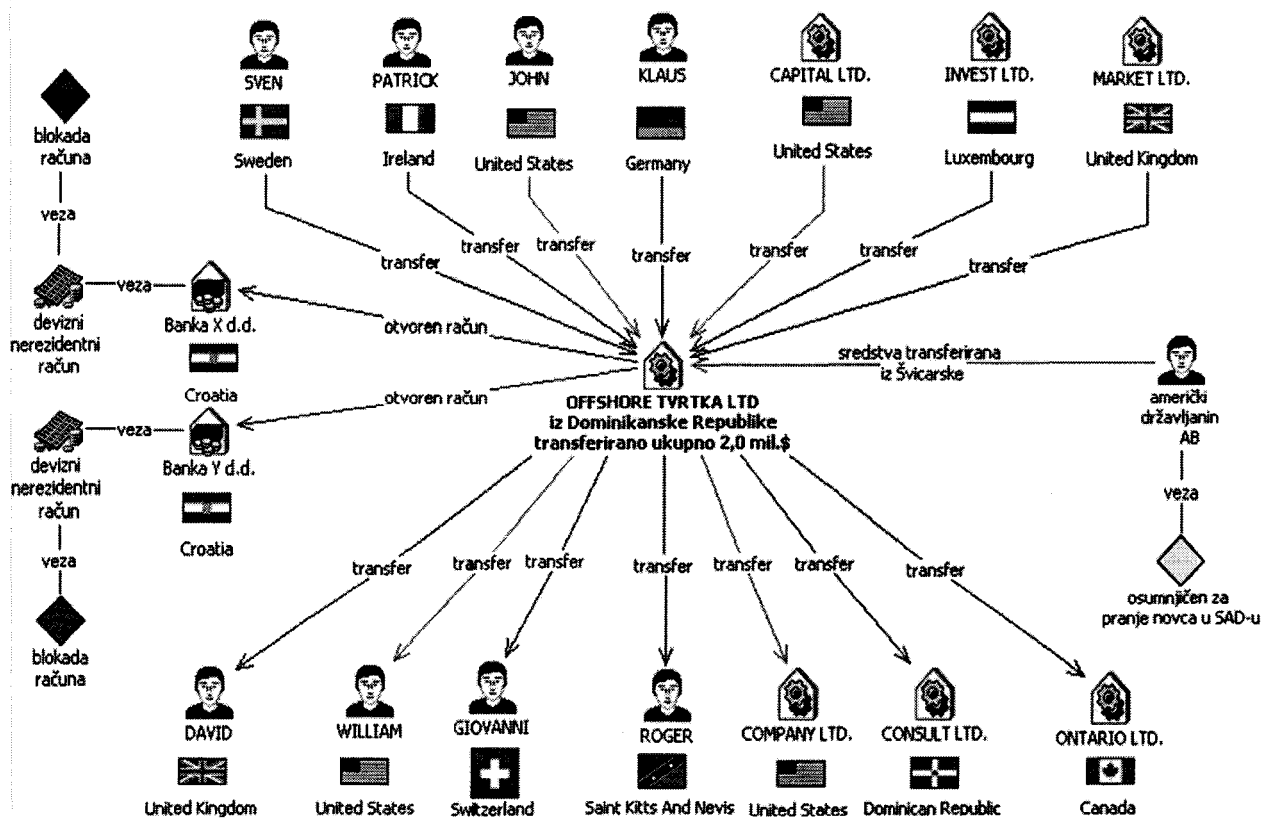 SVEN
PATRICK
JOHN
KLAUS
CAPITAL LTD.
INVEST LTD.
MARKET LTD.
Sweden
Ireland
United States
Germany
United States
Luxembourg
United Kingdom
blokada
računa
veza
transfer
transfer
transfer
transfer
transfer
transfer
transfer
devizni
nerezidentni
račun
veza
Banka X d.d.
Croatia
otvoren račun
otvoren račun
sredstva transferirana
iz Švicarske
OFFSHORE TVRTKA LTD
iz Dominikanske Republike
transferirano ukupno 2,0 mil.$
američki
državljanin
AB
veza
osumnjičen za
pranje novca u SAD-u
devizni
nerezidentni
račun
veza
Banka Y d.d.
Croatia
veza
blokada
računa
transfer
transfer
transfer
transfer
transfer
transfer
transfer
DAVID
WILLIAM
GIOVANNI
ROGER
COMPANY LTD.
CONSULT LTD.
ONTARIO LTD.
United Kingdom
United States
Switzerland
Saint Kitts And Nevis
United States
Dominican Republic
Canada